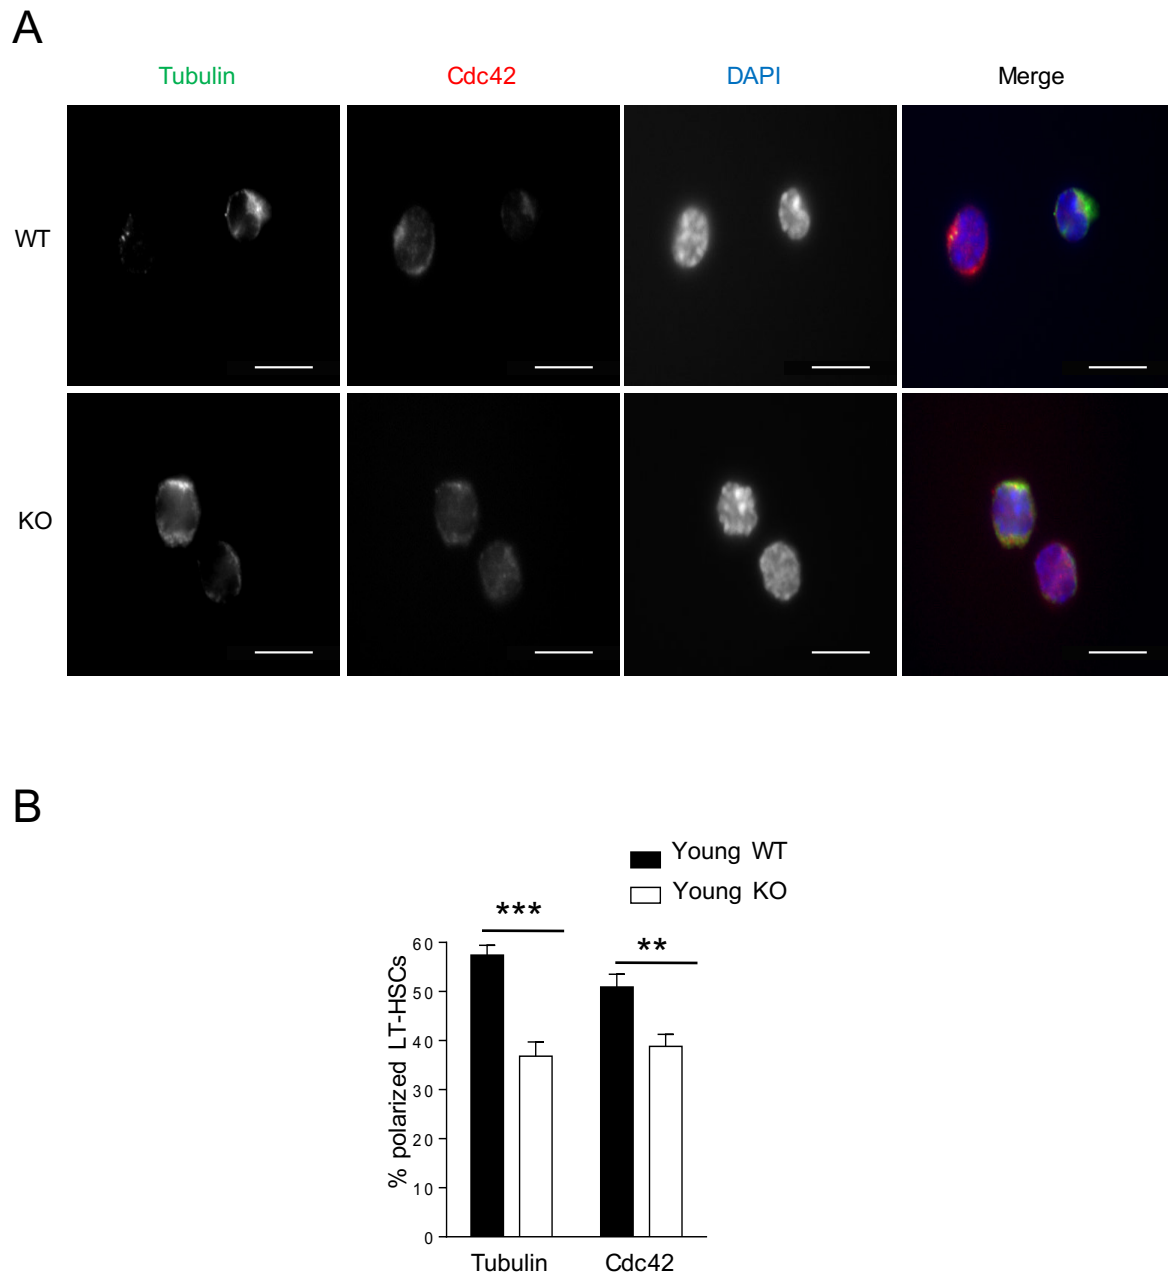 A
Tubulin Cdc42 DAPI Merge
WT
KO
B
Young WT
Young KO
***
**
% polarized LT-HSCs
60
50
40
30
20
10
0
Tubulin Cdc42